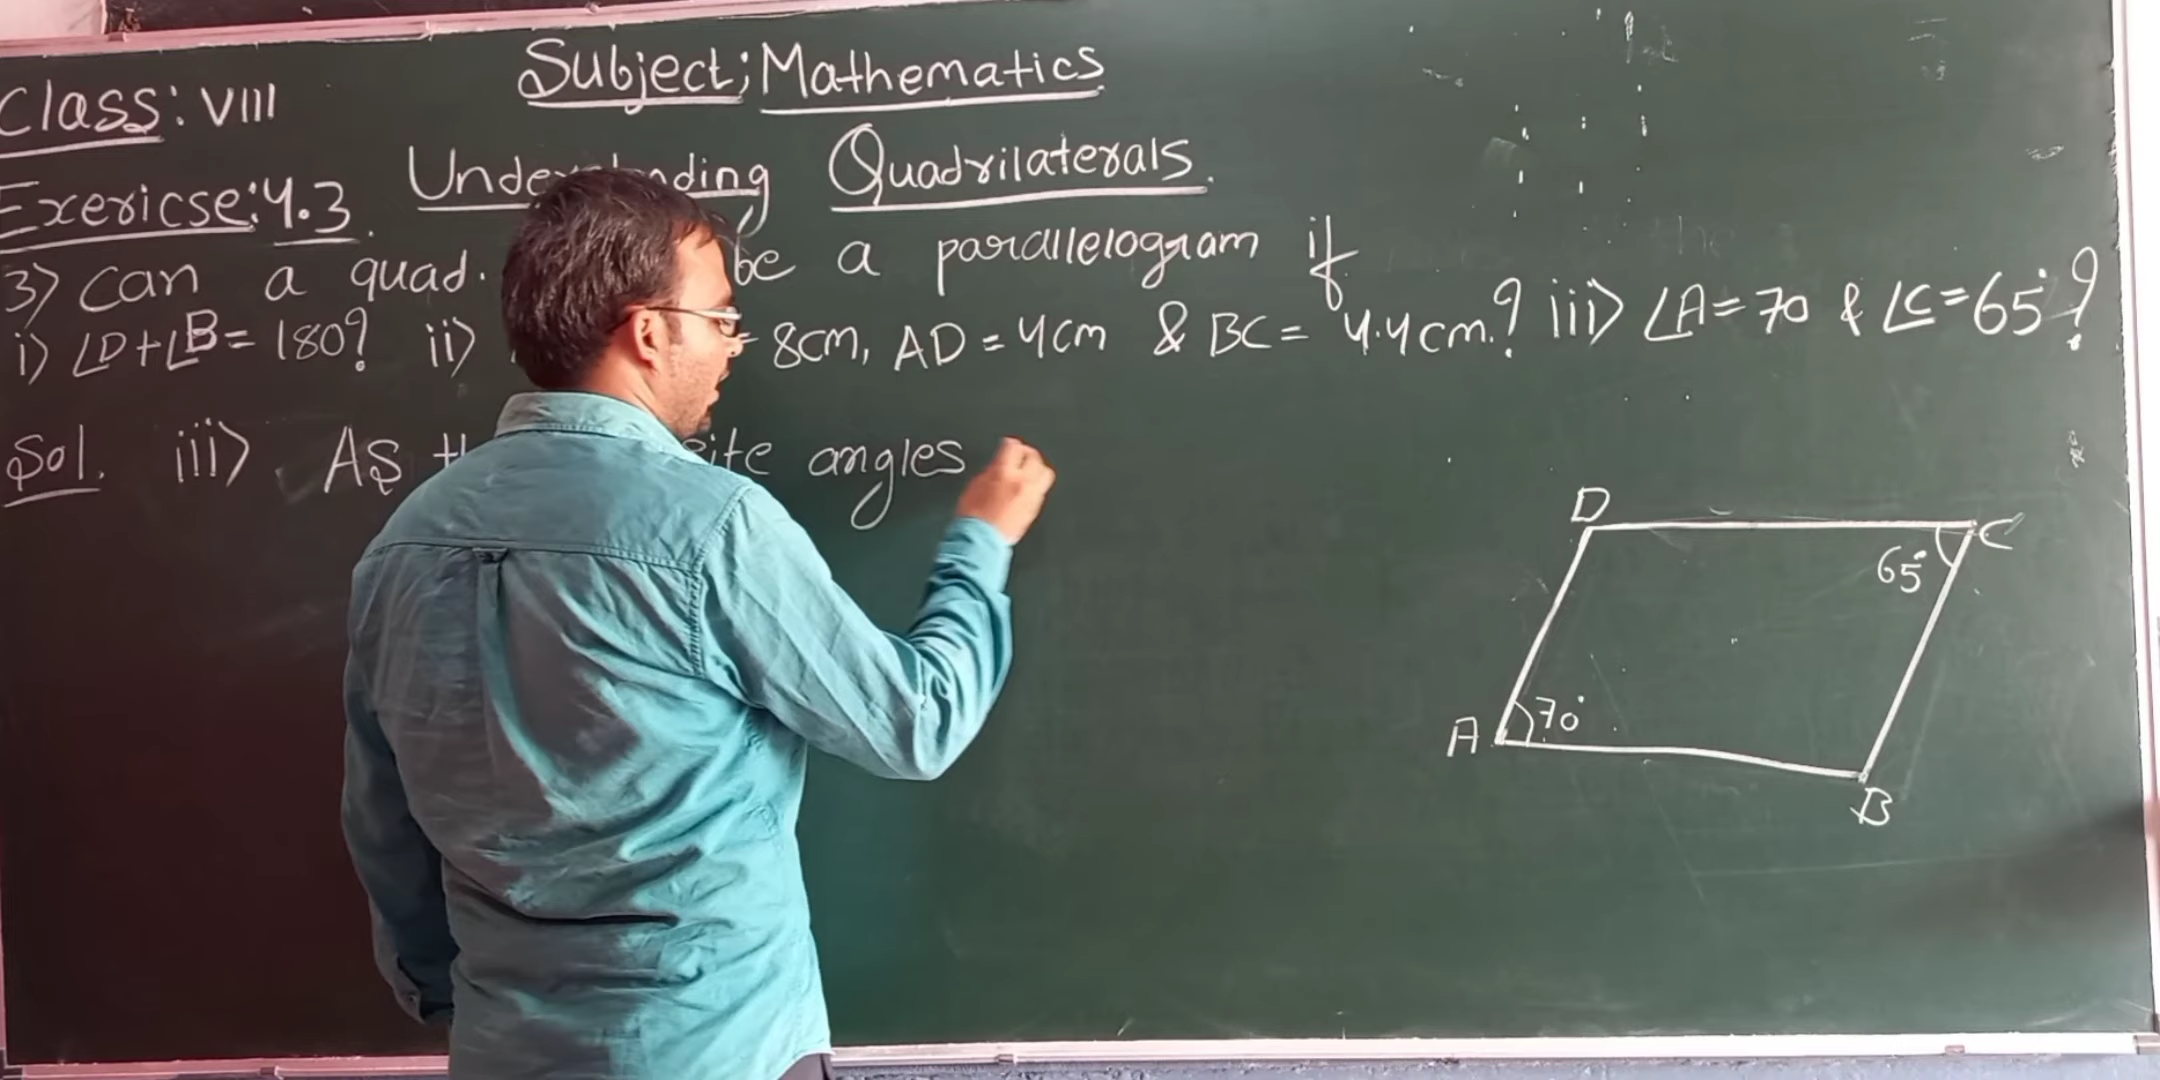 Subject; Mathematics
Class: VIII
Understanding Quadrilaterals.
Exericse: 4.3.
3) Can a quad. be a parallelogram if
i) ∠D+∠B= 180? ii) = 8cm, AD = 4cm & BC = 4.4cm.? iii) ∠A=70 & ∠C=65°?
Sol. iii) As angles
D
C
65°
70°
A
B